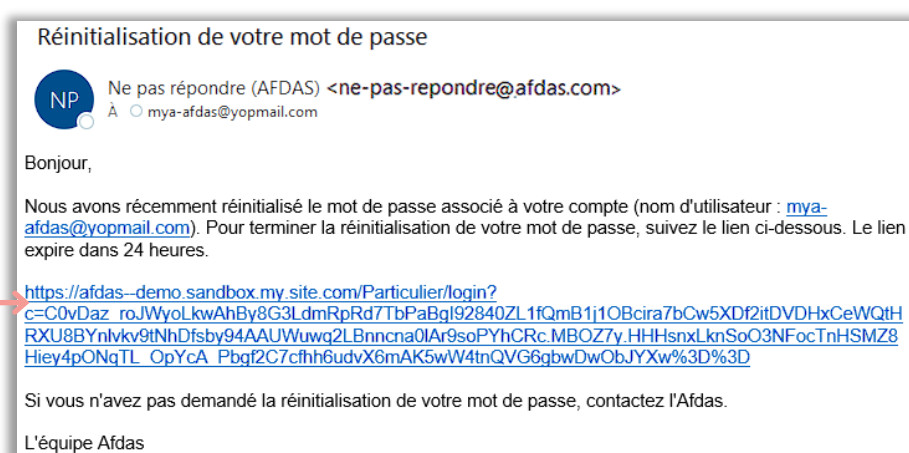 Réinitialisation de votre mot de passe
NP
Ne pas répondre (AFDAS) <ne-pas-repondre@afdas.com>
À mya-afdas@yopmail.com
Bonjour,
Nous avons récemment réinitialisé le mot de passe associé à votre compte (nom d'utilisateur : mya-
afdas@yopmail.com). Pour terminer la réinitialisation de votre mot de passe, suivez le lien ci-dessous. Le lien
expire dans 24 heures.
https://afdas--demo.sandbox.my.site.com/Particulier/login?
c=C0vDaz_roJWyoLkwAhBy8G3LdmRpRd7TbPaBgI92840ZL1fQmB1j1OBcira7bCw5XDf2itDVDHxCeWQtH
RXU8BYnlvkv9tNhDfsby94AAUWuwq2LBnncna0lAr9soPYhCRc.MBOZ7y.HHHsnxLknSoO3NFocTnHSMZ8
Hiey4pONqTL_OpYcA_Pbgf2C7cfhh6udvX6mAK5wW4tnQVG6gbwDwObJYXw%3D%3D
Si vous n'avez pas demandé la réinitialisation de votre mot de passe, contactez l'Afdas.
L'équipe Afdas